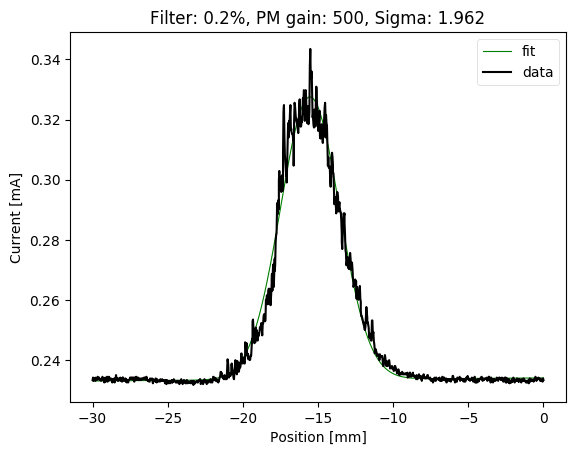 Filter: 0.2%, PM gain: 500, Sigma: 1.962
fit
data
0.34
0.32
0.30
0.28
0.26
0.24
Current [mA]
−30
−25
−20
−15
−10
−5
0
Position [mm]